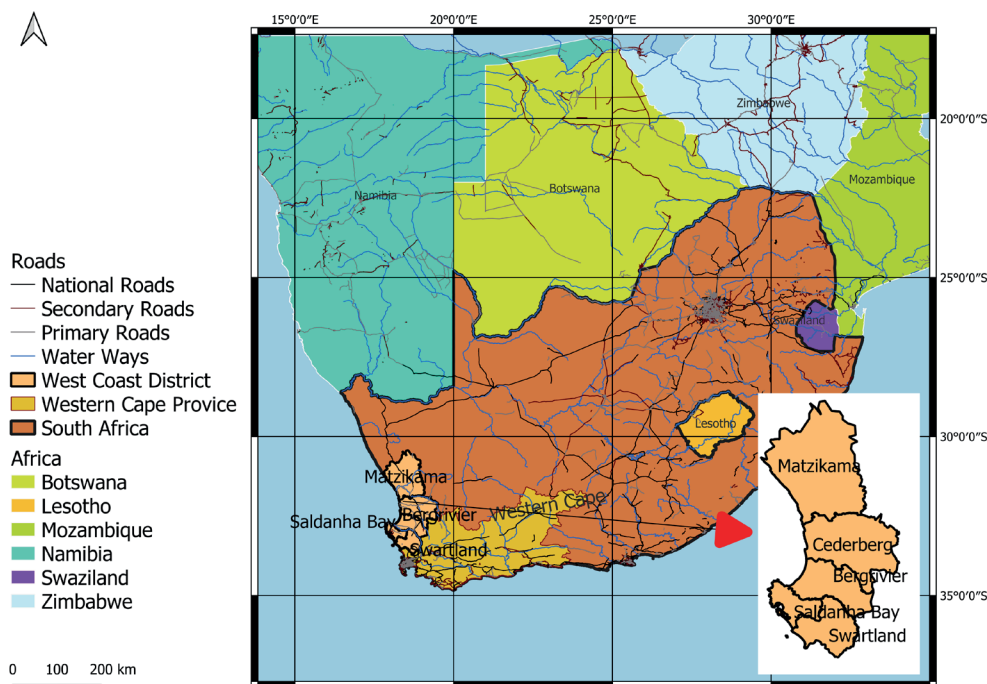 15°0'0"S 20°0'0"S 25°0'0"S 30°0'0"S
Roads
National Roads
Secondary Roads
Primary Roads
Water Ways
West Coast District
Western Cape Provice
South Africa
Africa
Botswana
Lesotho
Mozambique
Namibia
Swaziland
Zimbabwe
0 100 200 km
Zimbabwe
20°0'0"S
Mozambique
Botswana
Namibia
25°0'0"S
Swaziland
Lesotho
30°0'0"S
Matzikama
Western Cape
Bergrivier
Saldanha Bay
Swartland
35°0'0"S
Matzikama
Cederberg
Bergrivier
Saldanha Bay
Swartland